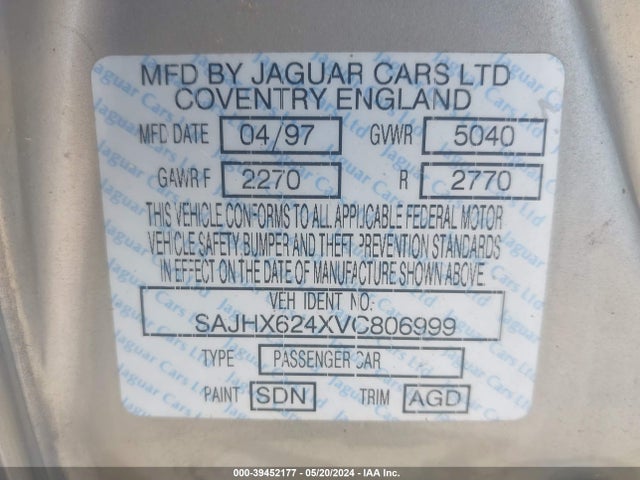 MFD BY JAGUAR CARS LTD
COVENTRY ENGLAND
MFD DATE 04/97 GVWR 5040
GAWR F 2270 R 2770
THIS VEHICLE CONFORMS TO ALL APPLICABLE FEDERAL MOTOR
VEHICLE SAFETY, BUMPER AND THEFT PREVENTION STANDARDS
IN EFFECT ON THE DATE OF MANUFACTURE SHOWN ABOVE.
VEH IDENT NO.
SAJHX624XVC806999
TYPE PASSENGER CAR
PAINT SDN TRIM AGD
000-39452177 - 05/20/2024 - IAA Inc.